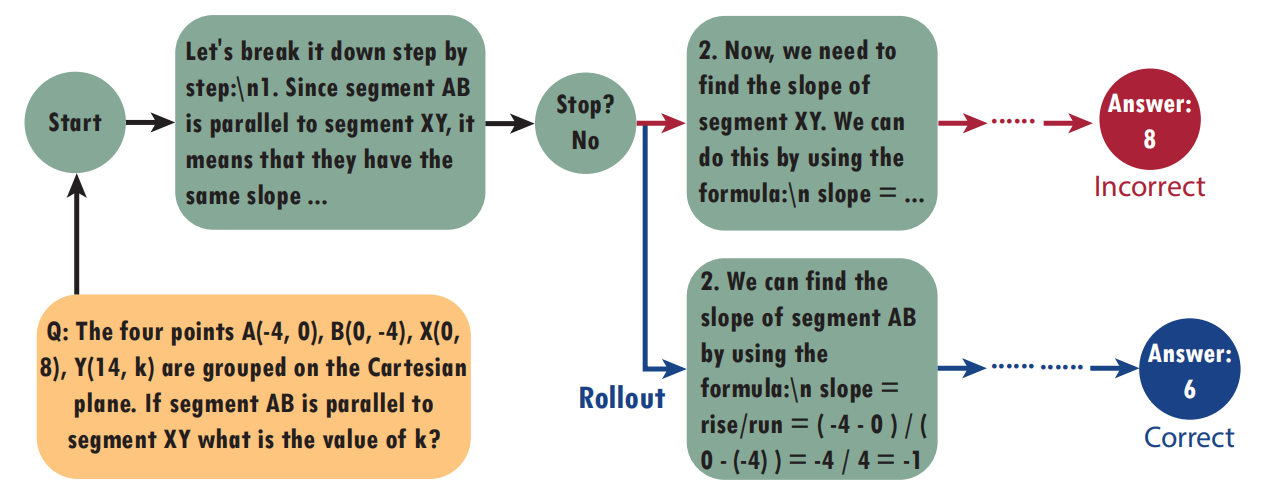 Start
Let's break it down step by
step:\n1. Since segment AB
is parallel to segment XY, it
means that they have the
same slope ...
Stop?
No
2. Now, we need to
find the slope of
segment XY. We can
do this by using the
formula:\n slope = ...
......
Answer:
8
Incorrect
Q: The four points A(-4, 0), B(0, -4), X(0,
8), Y(14, k) are grouped on the Cartesian
plane. If segment AB is parallel to
segment XY what is the value of k?
Rollout
2. We can find the
slope of segment AB
by using the
formula:\n slope =
rise/run = ( -4 - 0 ) / (
0 - (-4) ) = -4 / 4 = -1
...... ......
Answer:
6
Correct